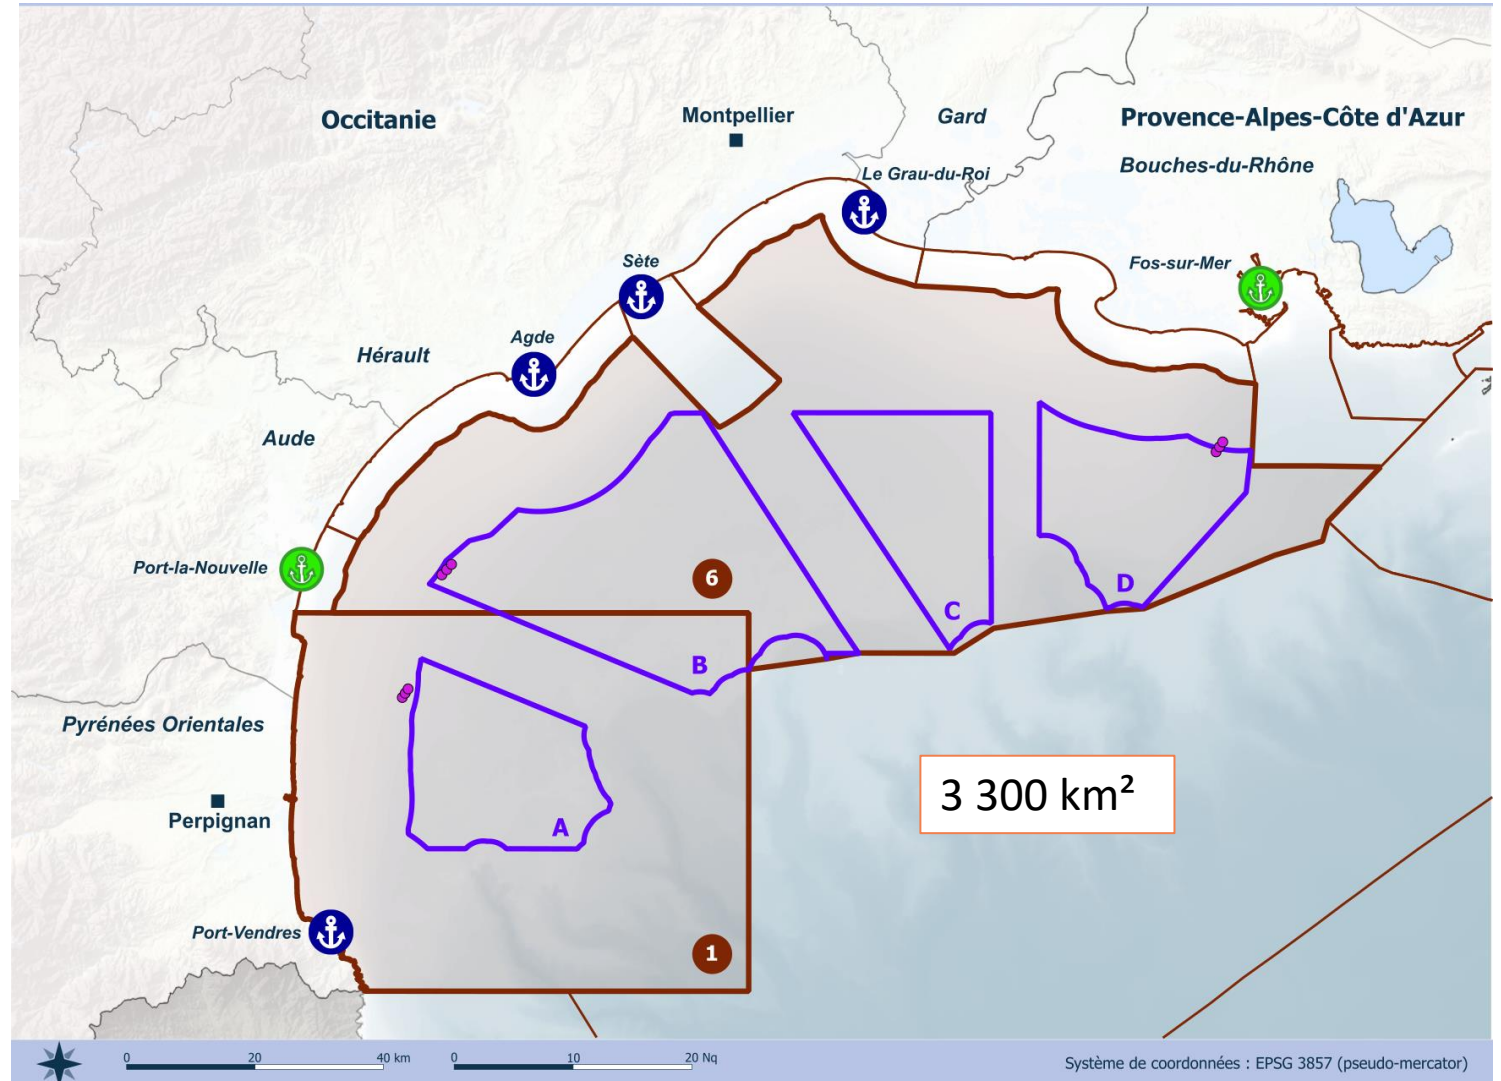 Occitanie
Montpellier
Gard
Provence-Alpes-Côte d'Azur
Bouches-du-Rhône
Le Grau-du-Roi
Sète
Fos-sur-Mer
Agde
Hérault
Aude
Port-la-Nouvelle
6
D
C
B
Pyrénées Orientales
3 300 km²
Perpignan
A
Port-Vendres
1
0 20 40 km
0 10 20 Nq
Système de coordonnées : EPSG 3857 (pseudo-mercator)